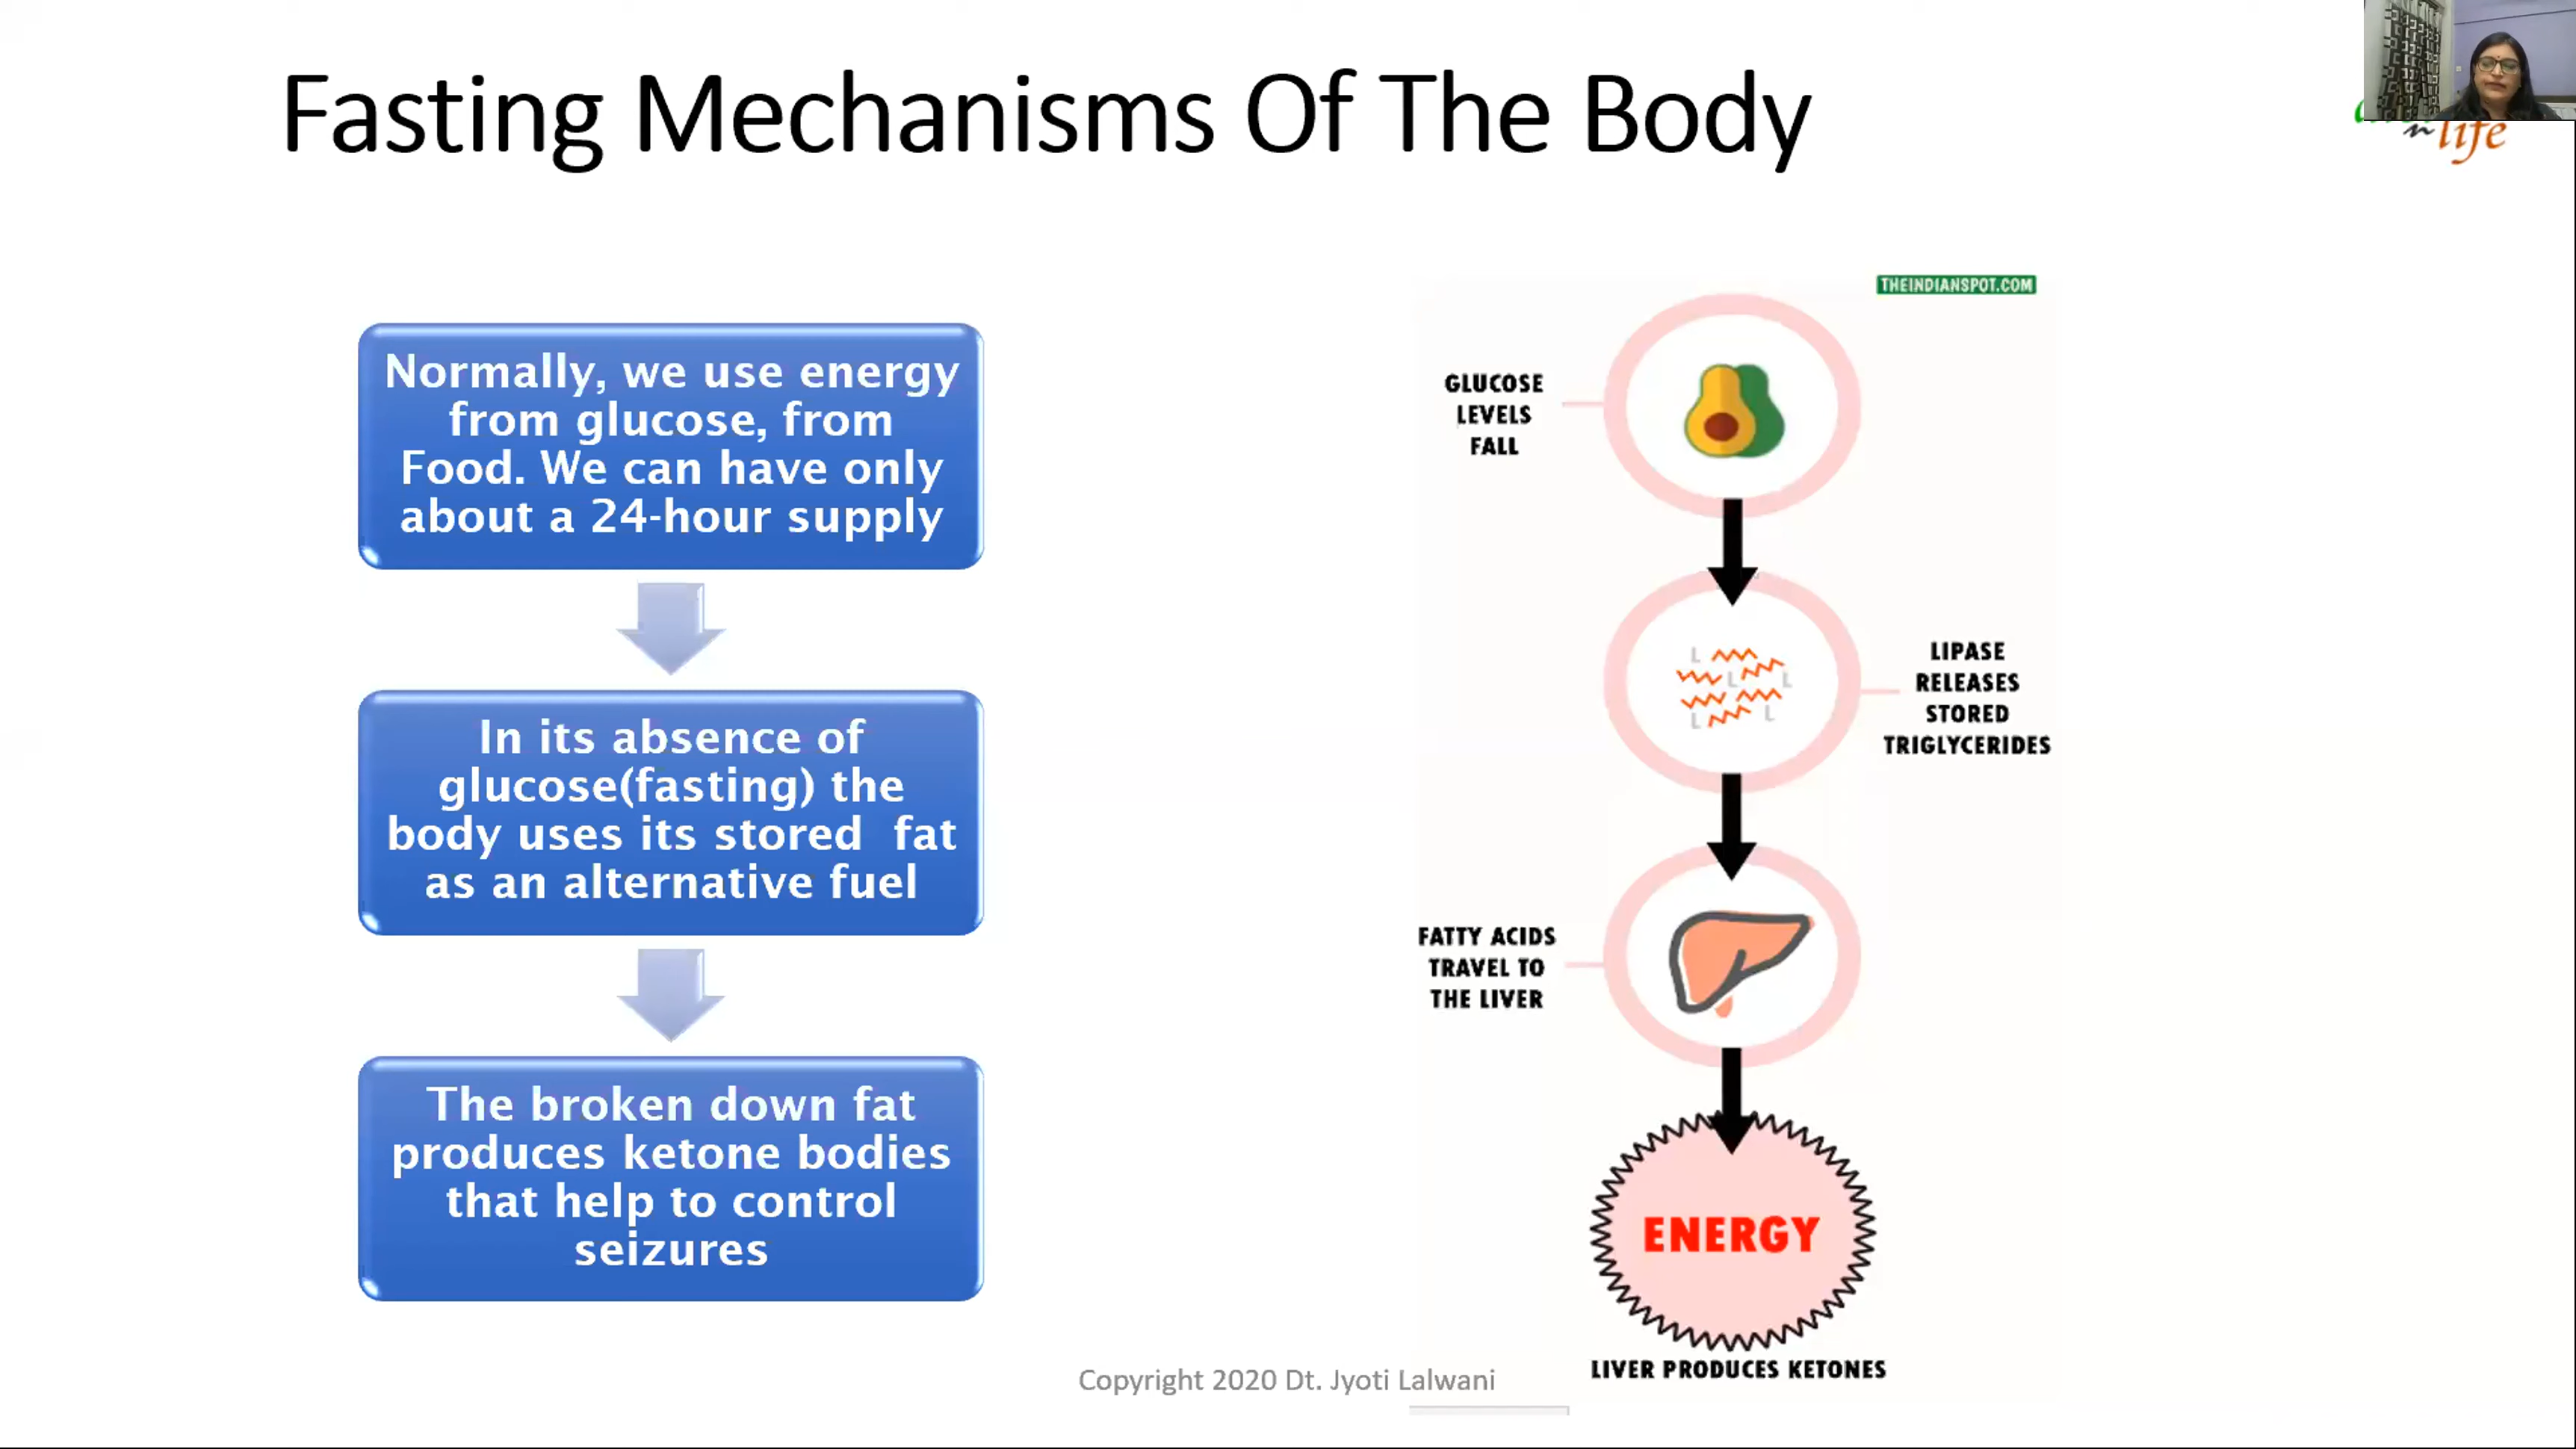 Fasting Mechanisms Of The Body
n life
Normally, we use energy
from glucose, from
Food. We can have only
about a 24-hour supply
In its absence of
glucose(fasting) the
body uses its stored fat
as an alternative fuel
The broken down fat
produces ketone bodies
that help to control
seizures
THEINDIANSPOT.COM
GLUCOSE
LEVELS
FALL
L
L
L
L
L
LIPASE
RELEASES
STORED
TRIGLYCERIDES
FATTY ACIDS
TRAVEL TO
THE LIVER
ENERGY
LIVER PRODUCES KETONES
Copyright 2020 Dt. Jyoti Lalwani